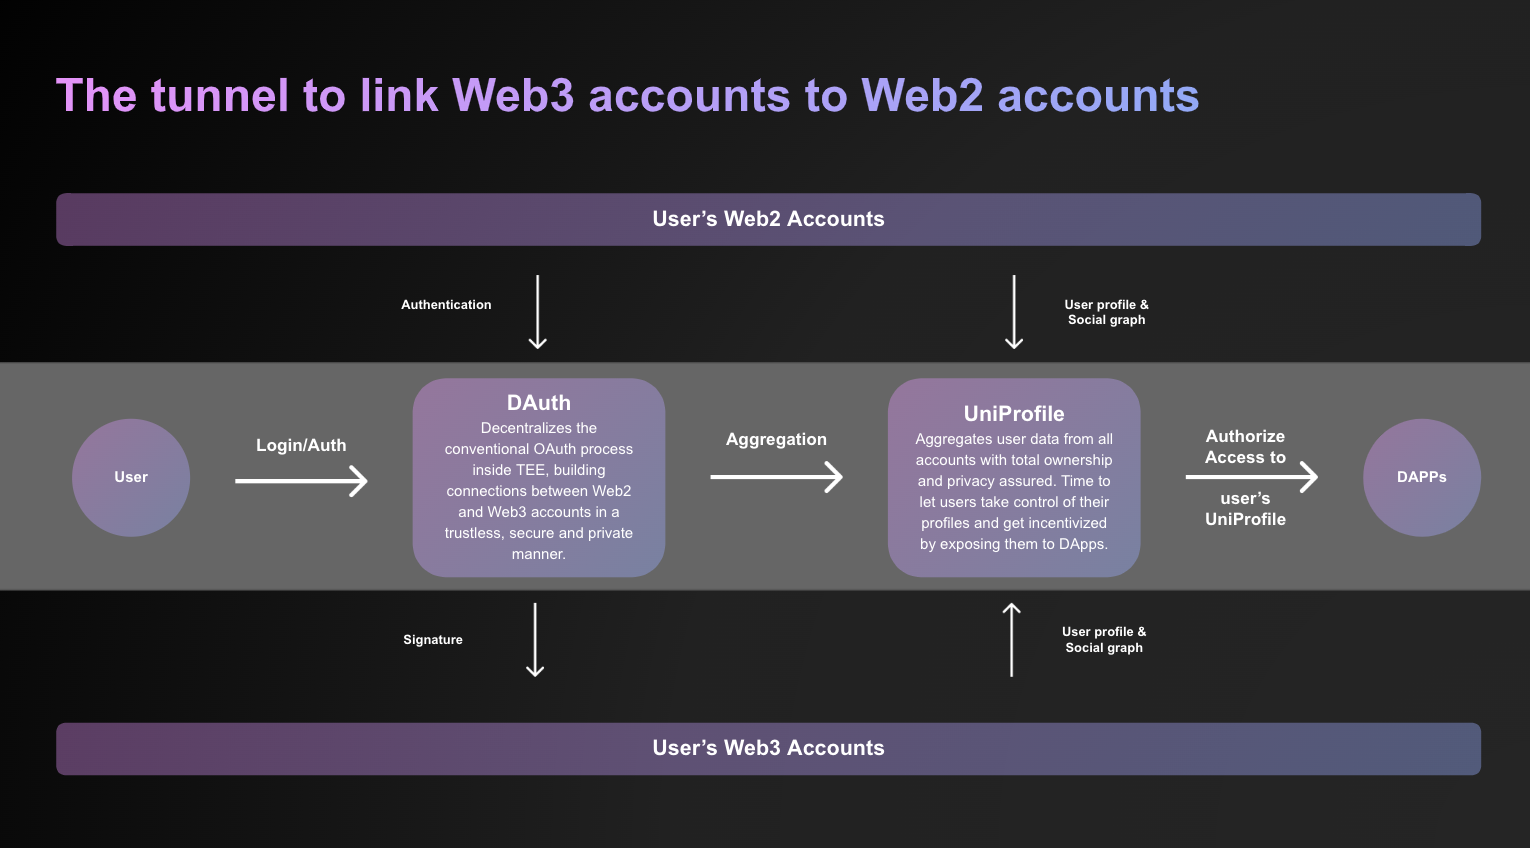 The tunnel to link Web3 accounts to Web2 accounts
User’s Web2 Accounts
Authentication
User profile &
Social graph
User
Login/Auth
DAuth
Decentralizes the
conventional OAuth process
inside TEE, building
connections between Web2
and Web3 accounts in a
trustless, secure and private
manner.
Aggregation
UniProfile
Aggregates user data from all
accounts with total ownership
and privacy assured. Time to
let users take control of their
profiles and get incentivized
by exposing them to DApps.
Authorize
Access to
user’s
UniProfile
DAPPs
Signature
User profile &
Social graph
User’s Web3 Accounts